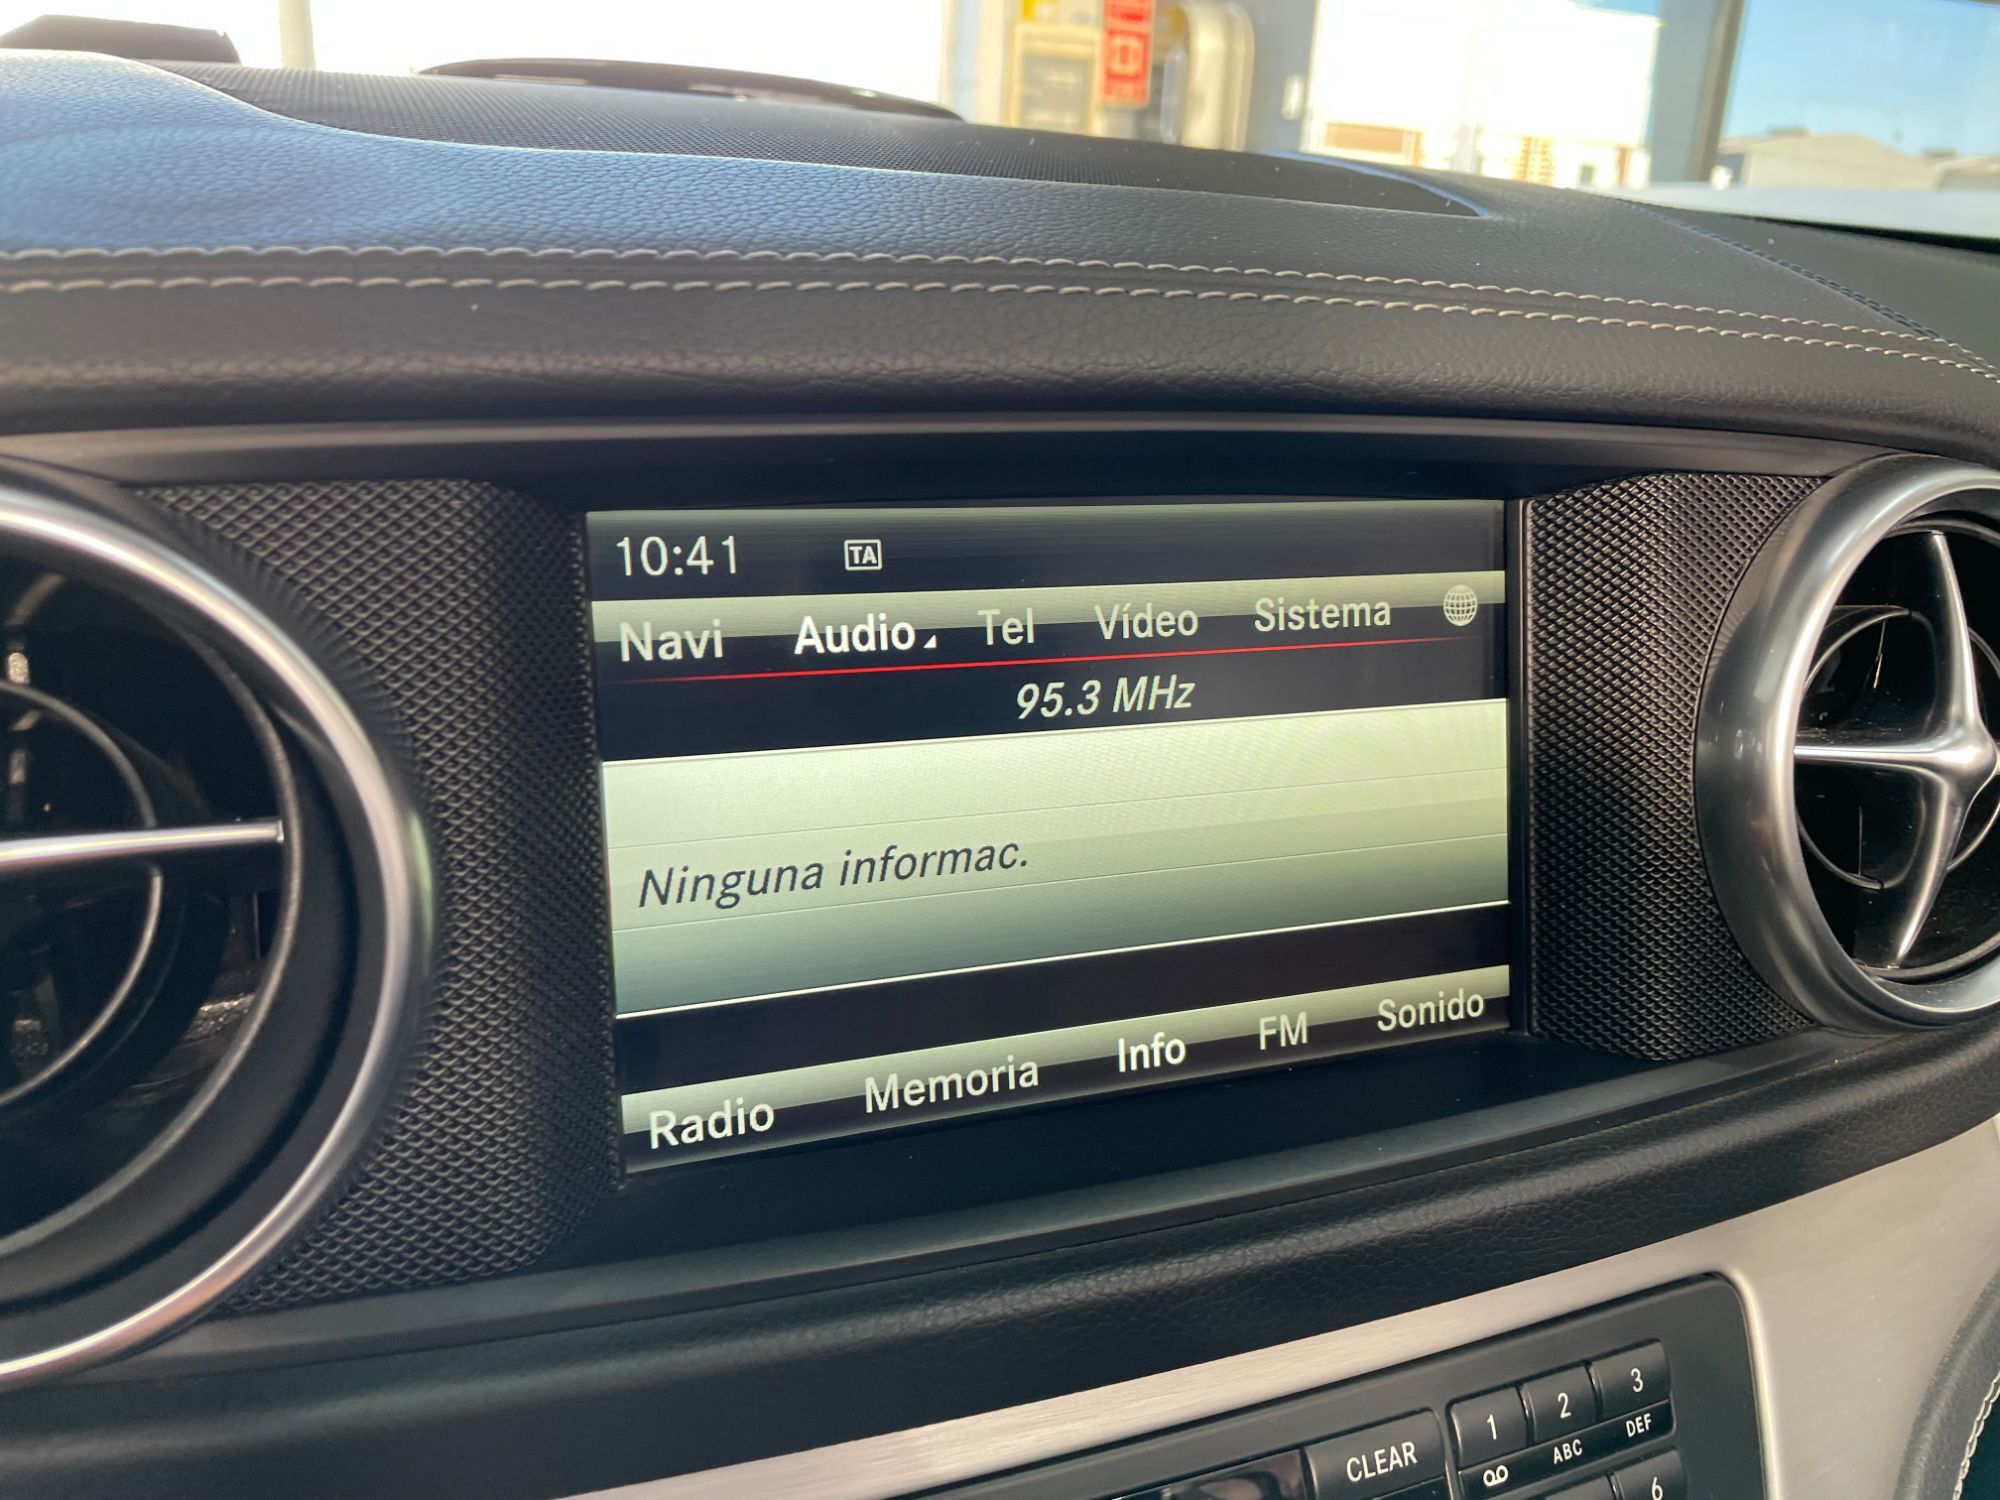 10:41 TA
Navi Audio Tel Vídeo Sistema
95.3 MHz
Ninguna informac.
Radio Memoria Info FM Sonido
CLEAR 1 2 3
ABC DEF
6